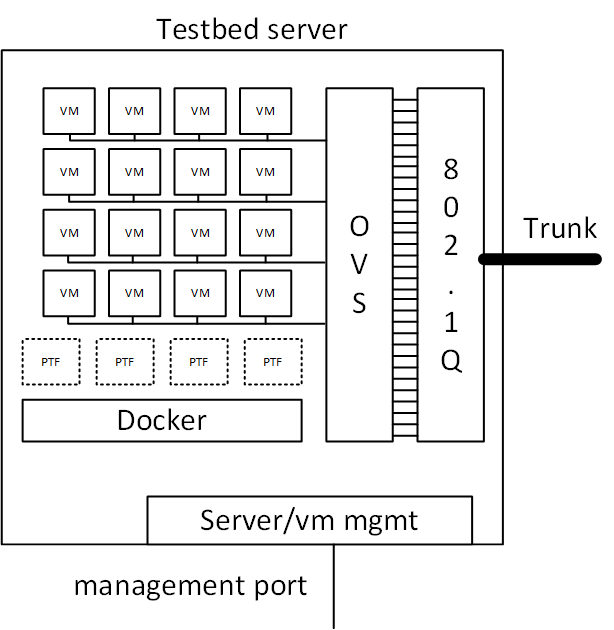 Testbed server
VM VM VM VM
VM VM VM VM
VM VM VM VM
VM VM VM VM
PTF PTF PTF PTF
Docker
OVS
802.1Q
Trunk
Server/vm mgmt
management port